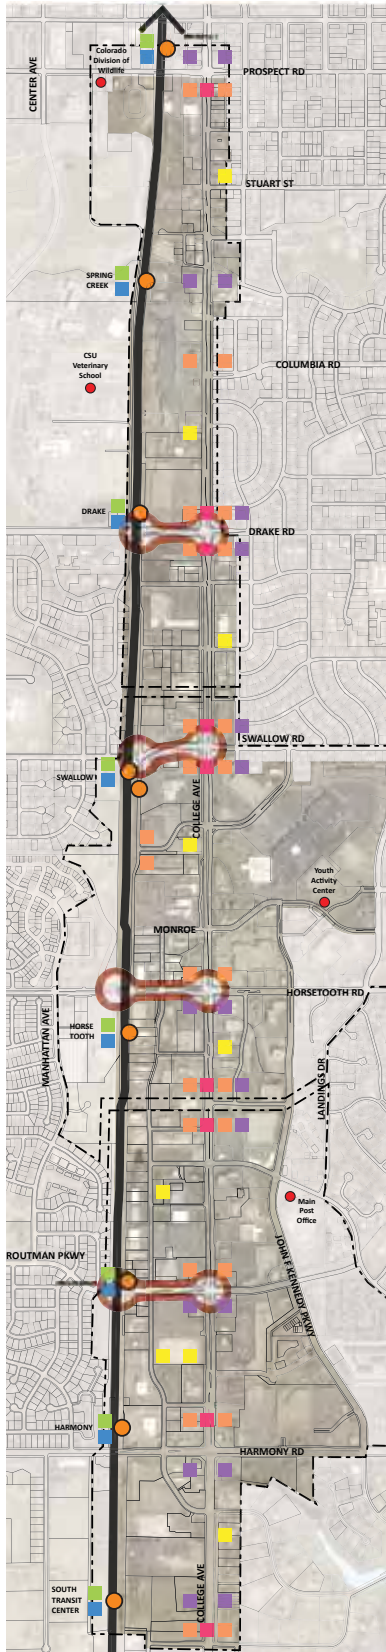 CENTER AVE
Colorado
Division of
Wildlife
PROSPECT RD
STUART ST
SPRING
CREEK
CSU
Veterinary
School
COLUMBIA RD
DRAKE
DRAKE RD
SWALLOW RD
SWALLOW
COLLEGE AVE
Youth
Activity
Center
MONROE
MANHATTAN AVE
HORSETOOTH RD
HORSE
TOOTH
LANDINGS DR
Main
Post
Office
ROUTMAN PKWY
JOHN F KENNEDY PKWY
HARMONY
HARMONY RD
SOUTH
TRANSIT
CENTER
COLLEGE AVE